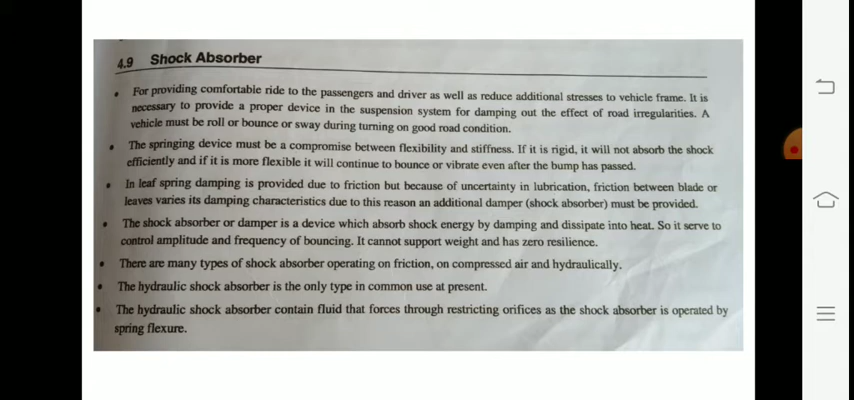 4.9 Shock Absorber
• For providing comfortable ride to the passengers and driver as well as reduce additional stresses to vehicle frame. It is
necessary to provide a proper device in the suspension system for damping out the effect of road irregularities. A
vehicle must be roll or bounce or sway during turning on good road condition.
• The springing device must be a compromise between flexibility and stiffness. If it is rigid, it will not absorb the shock
efficiently and if it is more flexible it will continue to bounce or vibrate even after the bump has passed.
• In leaf spring damping is provided due to friction but because of uncertainty in lubrication, friction between blade or
leaves varies its damping characteristics due to this reason an additional damper (shock absorber) must be provided.
• The shock absorber or damper is a device which absorb shock energy by damping and dissipate into heat. So it serve to
control amplitude and frequency of bouncing. It cannot support weight and has zero resilience.
• There are many types of shock absorber operating on friction, on compressed air and hydraulically.
• The hydraulic shock absorber is the only type in common use at present.
• The hydraulic shock absorber contain fluid that forces through restricting orifices as the shock absorber is operated by
spring flexure.